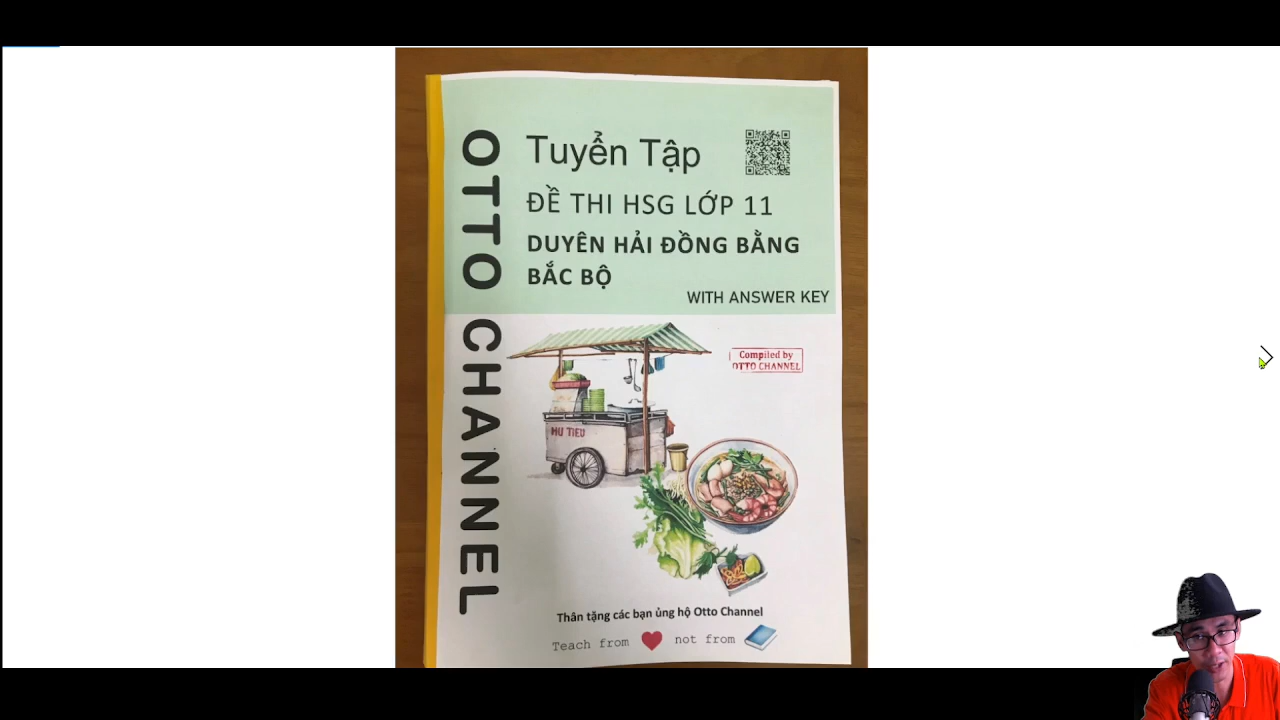 OTTO CHANNEL
Tuyển Tập
ĐỀ THI HSG LỚP 11
DUYÊN HẢI ĐỒNG BẰNG
BẮC BỘ
WITH ANSWER KEY
Compiled by
OTTO CHANNEL
HU TIEU
Thân tặng các bạn ủng hộ Otto Channel
Teach from not from